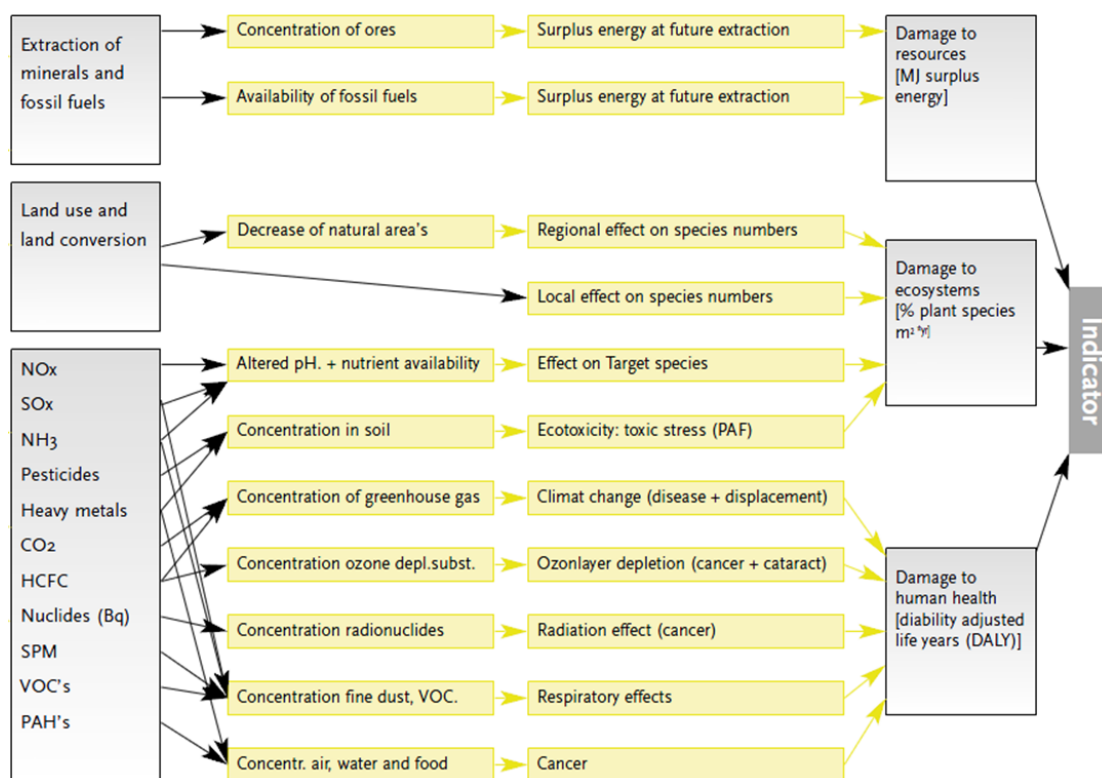 Extraction of
minerals and
fossil fuels
Concentration of ores
Surplus energy at future extraction
Availability of fossil fuels
Surplus energy at future extraction
Damage to
resources
[MJ surplus
energy]
Land use and
land conversion
Decrease of natural area's
Regional effect on species numbers
Local effect on species numbers
Damage to
ecosystems
[% plant species
m² *yr]
Indicator
NOx
SOx
NH3
Pesticides
Heavy metals
CO2
HCFC
Nuclides (Bq)
SPM
VOC's
PAH's
Altered pH. + nutrient availability
Effect on Target species
Concentration in soil
Ecotoxicity: toxic stress (PAF)
Concentration of greenhouse gas
Climat change (disease + displacement)
Concentration ozone depl.subst.
Ozonlayer depletion (cancer + cataract)
Concentration radionuclides
Radiation effect (cancer)
Concentration fine dust, VOC.
Respiratory effects
Concentr. air, water and food
Cancer
Damage to
human health
[diability adjusted
life years (DALY)]